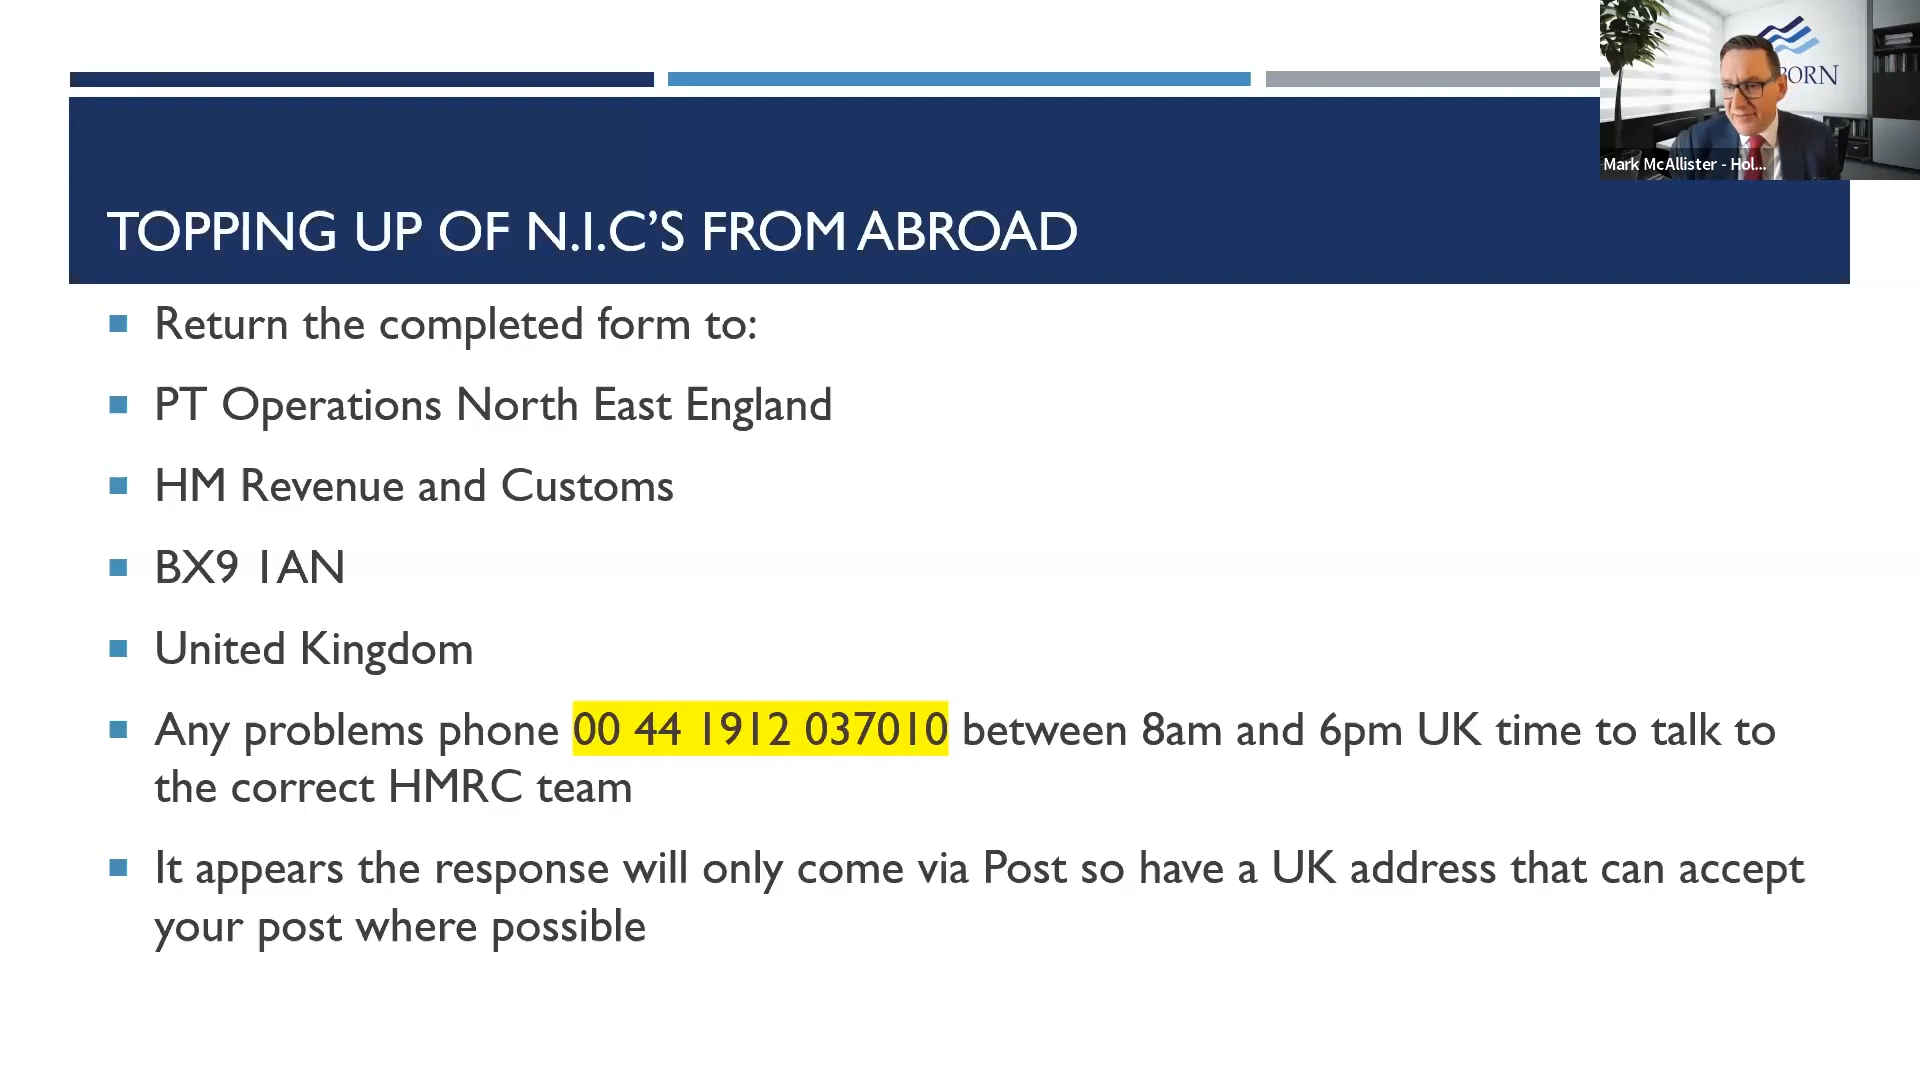 BORN
Mark McAllister - Hol...
TOPPING UP OF N.I.C’S FROM ABROAD
Return the completed form to:
PT Operations North East England
HM Revenue and Customs
BX9 1AN
United Kingdom
Any problems phone 00 44 1912 037010 between 8am and 6pm UK time to talk to
the correct HMRC team
It appears the response will only come via Post so have a UK address that can accept
your post where possible